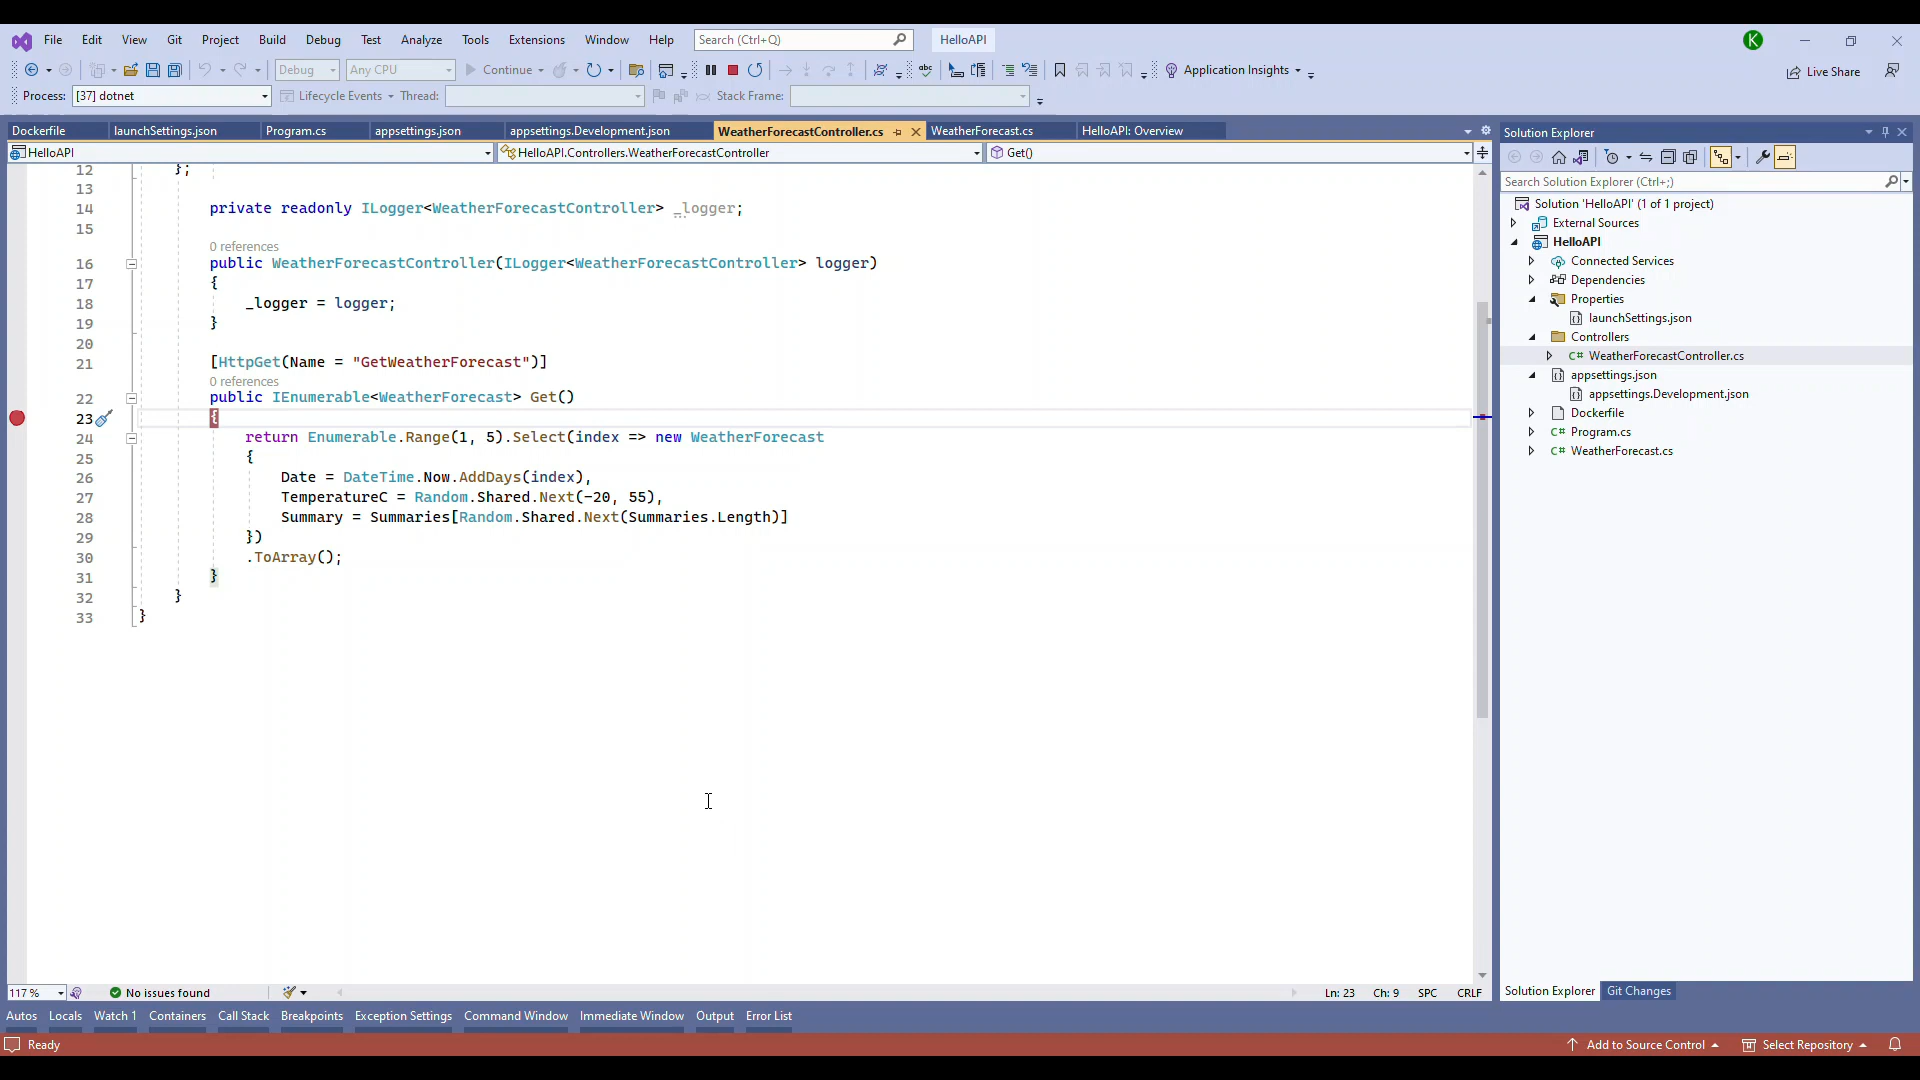 File Edit View Git Project Build Debug Test Analyze Tools Extensions Window Help Search (Ctrl+Q) HelloAPI K
Debug Any CPU Continue abc Application Insights Live Share
Process: [37] dotnet Lifecycle Events Thread: Stack Frame:
Dockerfile launchSettings.json Program.cs appsettings.json appsettings.Development.json WeatherForecastController.cs WeatherForecast.cs HelloAPI: Overview
HelloAPI HelloAPI.Controllers.WeatherForecastController Get()
12 };
13
14 private readonly ILogger<WeatherForecastController> _logger;
15
0 references
16 public WeatherForecastController(ILogger<WeatherForecastController> logger)
17 {
18 _logger = logger;
19 }
20
21 [HttpGet(Name = "GetWeatherForecast")]
0 references
22 public IEnumerable<WeatherForecast> Get()
23 {
24 return Enumerable.Range(1, 5).Select(index => new WeatherForecast
25 {
26 Date = DateTime.Now.AddDays(index),
27 TemperatureC = Random.Shared.Next(-20, 55),
28 Summary = Summaries[Random.Shared.Next(Summaries.Length)]
29 })
30 .ToArray();
31 }
32 }
33 }
117 % No issues found Ln: 23 Ch: 9 SPC CRLF
Solution Explorer
Search Solution Explorer (Ctrl+;)
Solution 'HelloAPI' (1 of 1 project)
External Sources
HelloAPI
Connected Services
Dependencies
Properties
launchSettings.json
Controllers
C# WeatherForecastController.cs
appsettings.json
appsettings.Development.json
Dockerfile
C# Program.cs
C# WeatherForecast.cs
Solution Explorer Git Changes
Autos Locals Watch 1 Containers Call Stack Breakpoints Exception Settings Command Window Immediate Window Output Error List
Ready Add to Source Control Select Repository